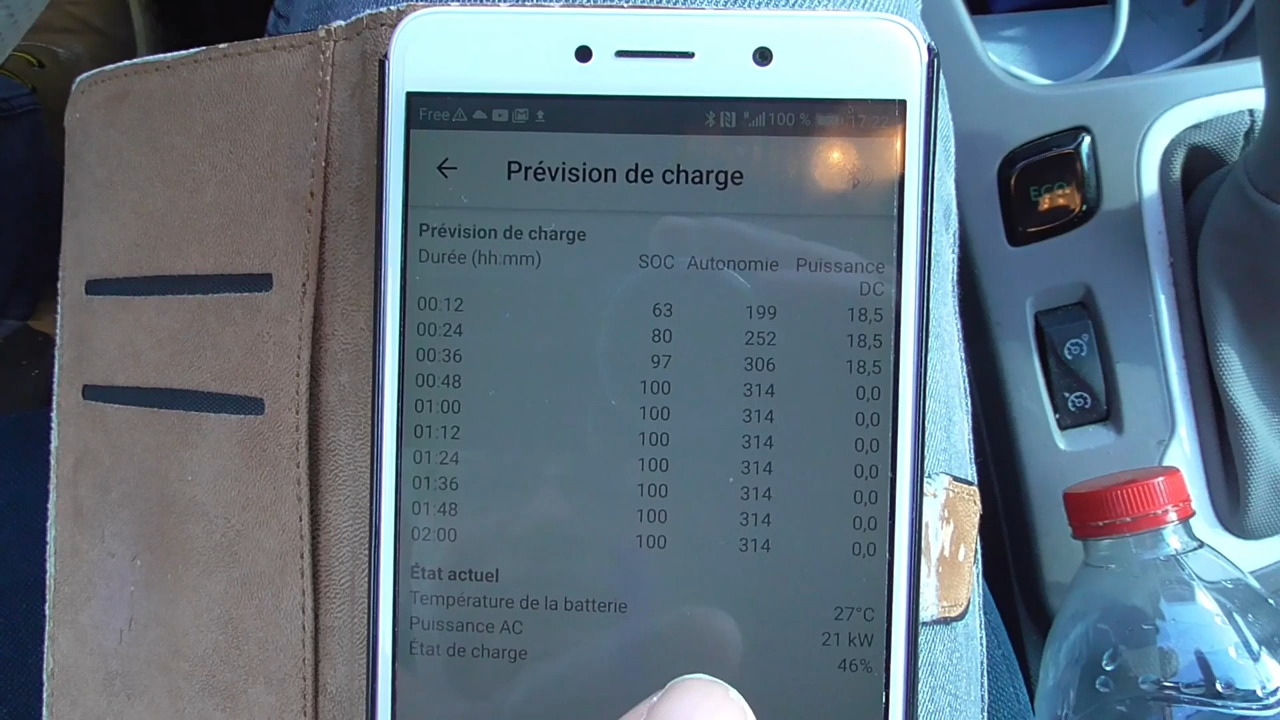 Free 100 % 17:22
Prévision de charge
Prévision de charge
Durée (hh:mm) SOC Autonomie Puissance DC
00:12 63 199 18,5
00:24 80 252 18,5
00:36 97 306 18,5
00:48 100 314 0,0
01:00 100 314 0,0
01:12 100 314 0,0
01:24 100 314 0,0
01:36 100 314 0,0
01:48 100 314 0,0
02:00 100 314 0,0
État actuel
Température de la batterie 27°C
Puissance AC 21 kW
État de charge 46%
ECO